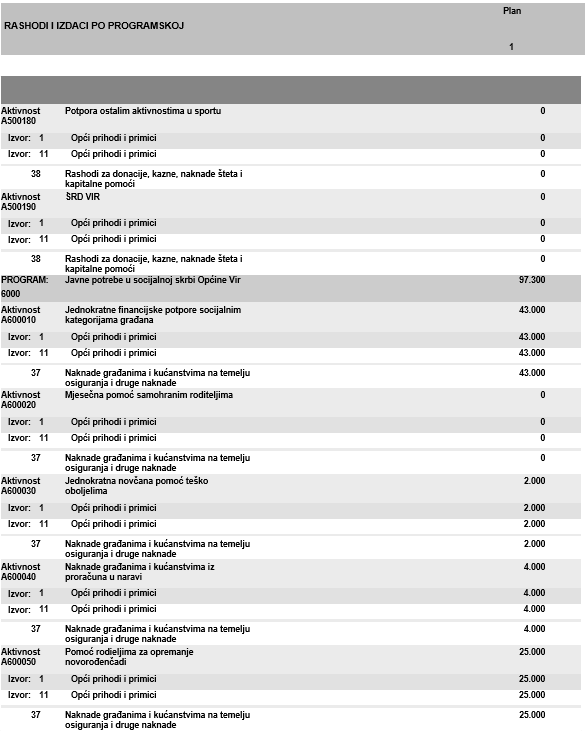 Plan
RASHODI I IZDACI PO PROGRAMSKOJ
1
Aktivnost Potpora ostalim aktivnostima u sportu 0
A500180
Izvor: 1 Opći prihodi i primici 0
Izvor: 11 Opći prihodi i primici 0
38 Rashodi za donacije, kazne, naknade šteta i 0
kapitalne pomoći
Aktivnost ŠRD VIR 0
A500190
Izvor: 1 Opći prihodi i primici 0
Izvor: 11 Opći prihodi i primici 0
38 Rashodi za donacije, kazne, naknade šteta i 0
kapitalne pomoći
PROGRAM: Javne potrebe u socijalnoj skrbi Općine Vir 97.300
6000
Aktivnost Jednokratne financijske potpore socijalnim 43.000
A600010 kategorijama građana
Izvor: 1 Opći prihodi i primici 43.000
Izvor: 11 Opći prihodi i primici 43.000
37 Naknade građanima i kućanstvima na temelju 43.000
osiguranja i druge naknade
Aktivnost Mjesečna pomoć samohranim roditeljima 0
A600020
Izvor: 1 Opći prihodi i primici 0
Izvor: 11 Opći prihodi i primici 0
37 Naknade građanima i kućanstvima na temelju 0
osiguranja i druge naknade
Aktivnost Jednokratna novčana pomoć teško 2.000
A600030 oboljelima
Izvor: 1 Opći prihodi i primici 2.000
Izvor: 11 Opći prihodi i primici 2.000
37 Naknade građanima i kućanstvima na temelju 2.000
osiguranja i druge naknade
Aktivnost Naknade građanima i kućanstvima iz 4.000
A600040 proračuna u naravi
Izvor: 1 Opći prihodi i primici 4.000
Izvor: 11 Opći prihodi i primici 4.000
37 Naknade građanima i kućanstvima na temelju 4.000
osiguranja i druge naknade
Aktivnost Pomoć rodieljima za opremanje 25.000
A600050 novorođenčadi
Izvor: 1 Opći prihodi i primici 25.000
Izvor: 11 Opći prihodi i primici 25.000
37 Naknade građanima i kućanstvima na temelju 25.000
osiguranja i druge naknade